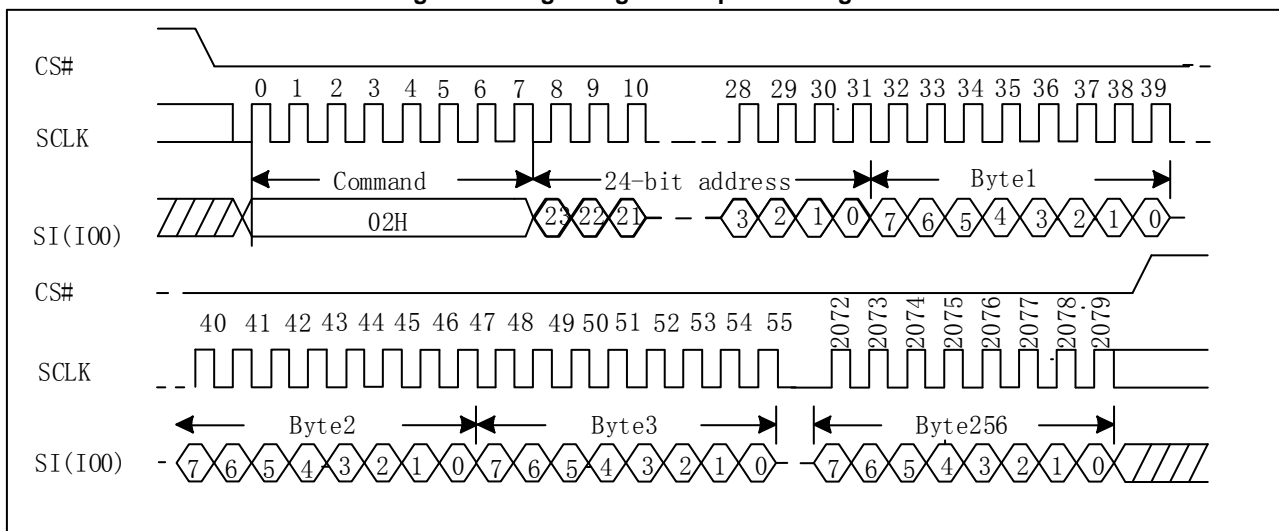 CS#
0 1 2 3 4 5 6 7 8 9 10 28 29 30 31 32 33 34 35 36 37 38 39
SCLK
Command 24-bit address Byte1
SI(IO0) 02H 23 22 21 3 2 1 0 7 6 5 4 3 2 1 0
CS#
40 41 42 43 44 45 46 47 48 49 50 51 52 53 54 55 2072 2073 2074 2075 2076 2077 2078 2079
SCLK
Byte2 Byte3 Byte256
SI(IO0) 7 6 5 4 3 2 1 0 7 6 5 4 3 2 1 0 7 6 5 4 3 2 1 0